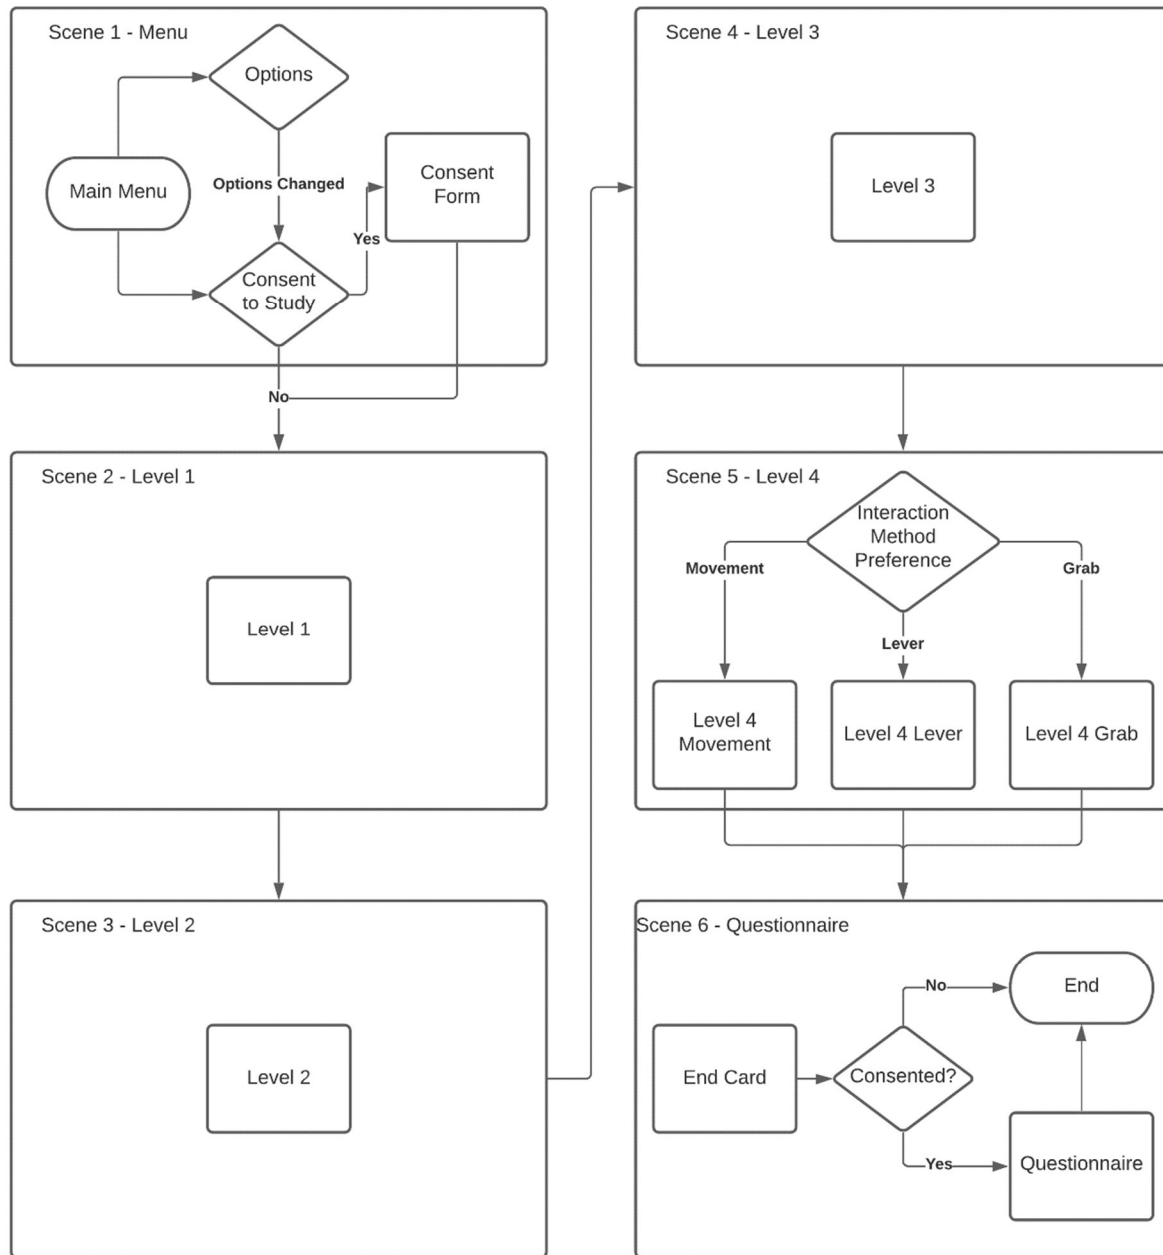 Scene 1 - Menu
Options
Main Menu
Options Changed
Consent
Form
Yes
Consent
to Study
No
Scene 2 - Level 1
Level 1
Scene 3 - Level 2
Level 2
Scene 4 - Level 3
Level 3
Scene 5 - Level 4
Interaction
Method
Preference
Movement
Grab
Lever
Level 4
Movement
Level 4 Lever
Level 4 Grab
Scene 6 - Questionnaire
No
End
End Card
Consented?
Yes
Questionnaire